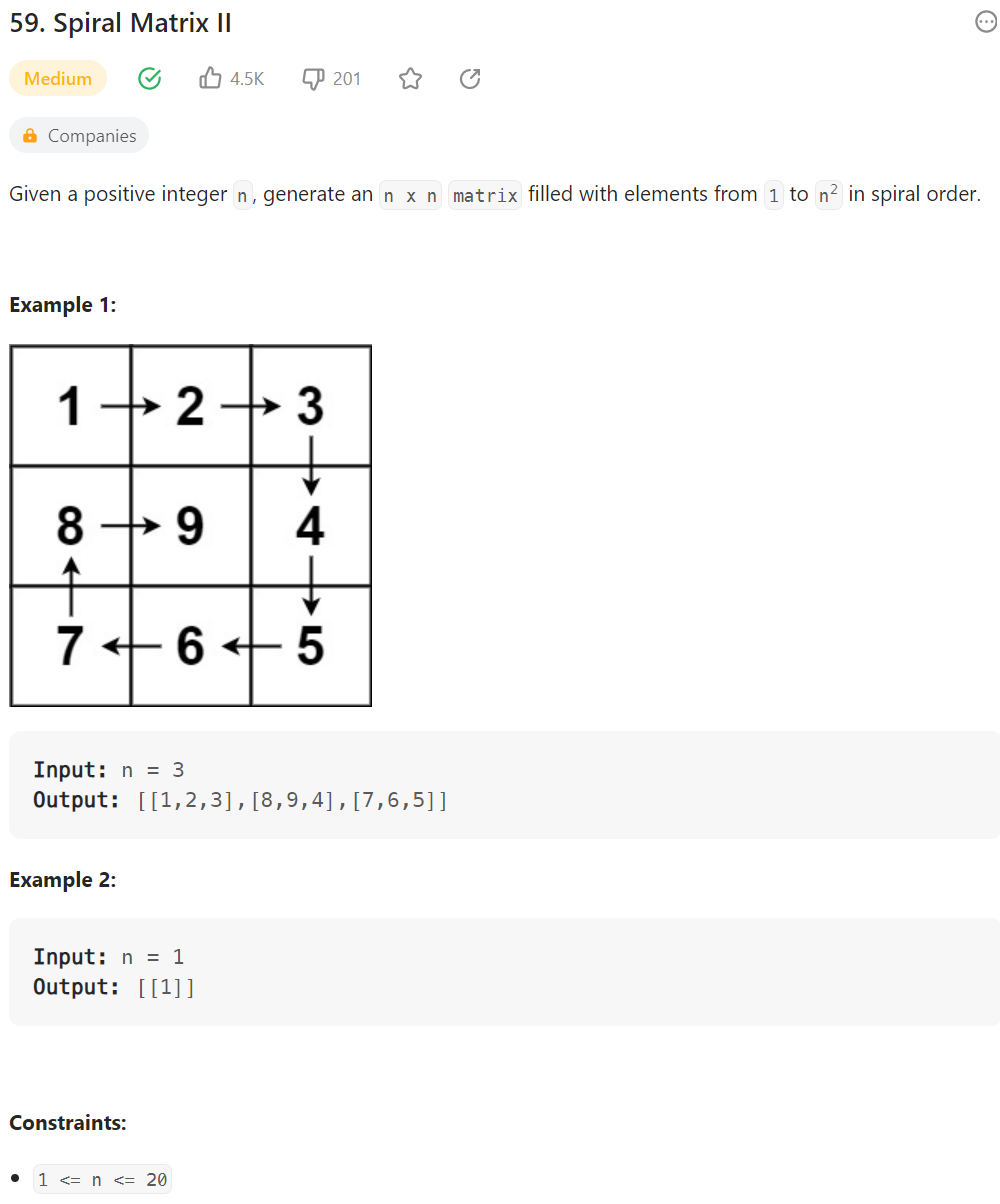 59. Spiral Matrix II
Medium 4.5K 201
Companies
Given a positive integer n, generate an n x n matrix filled with elements from 1 to n² in spiral order.
Example 1:
1 2 3
8 9 4
7 6 5
Input: n = 3
Output: [[1,2,3],[8,9,4],[7,6,5]]
Example 2:
Input: n = 1
Output: [[1]]
Constraints:
1 <= n <= 20